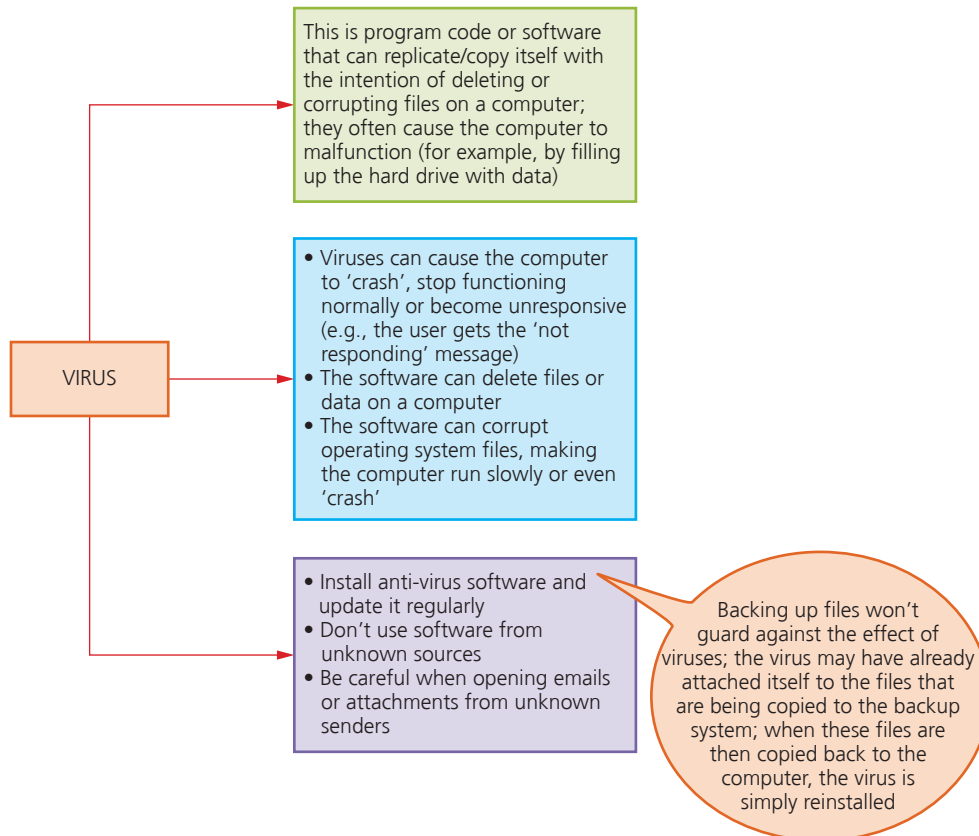 This is program code or software
that can replicate/copy itself with
the intention of deleting or
corrupting files on a computer;
they often cause the computer to
malfunction (for example, by filling
up the hard drive with data)
VIRUS
• Viruses can cause the computer
to ‘crash’, stop functioning
normally or become unresponsive
(e.g., the user gets the ‘not
responding’ message)
• The software can delete files or
data on a computer
• The software can corrupt
operating system files, making
the computer run slowly or even
‘crash’
• Install anti-virus software and
update it regularly
• Don’t use software from
unknown sources
• Be careful when opening emails
or attachments from unknown
senders
Backing up files won’t
guard against the effect of
viruses; the virus may have already
attached itself to the files that
are being copied to the backup
system; when these files are
then copied back to the
computer, the virus is
simply reinstalled